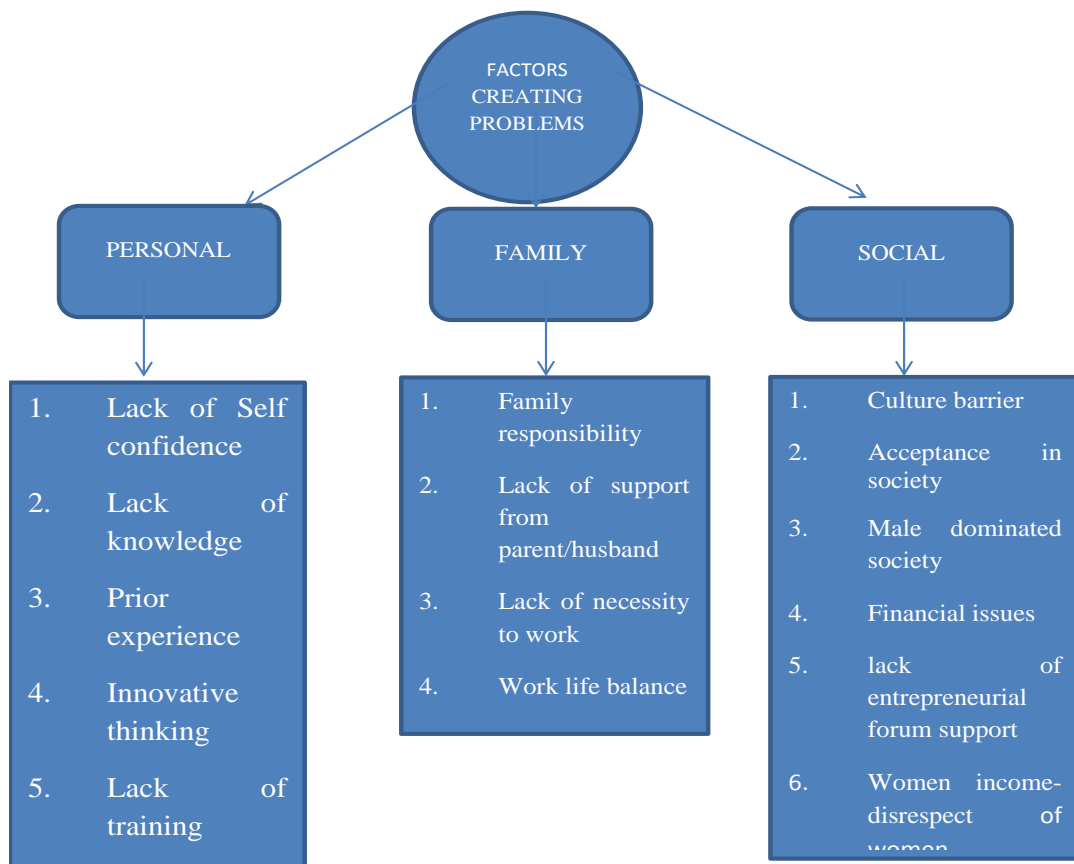 FACTORS
CREATING
PROBLEMS
PERSONAL
FAMILY
SOCIAL
1. Lack of Self
confidence
2. Lack of
knowledge
3. Prior
experience
4. Innovative
thinking
5. Lack of
training
1. Family
responsibility
2. Lack of support
from
parent/husband
3. Lack of necessity
to work
4. Work life balance
1. Culture barrier
2. Acceptance in
society
3. Male dominated
society
4. Financial issues
5. lack of
entrepreneurial
forum support
6. Women income-
disrespect of
women